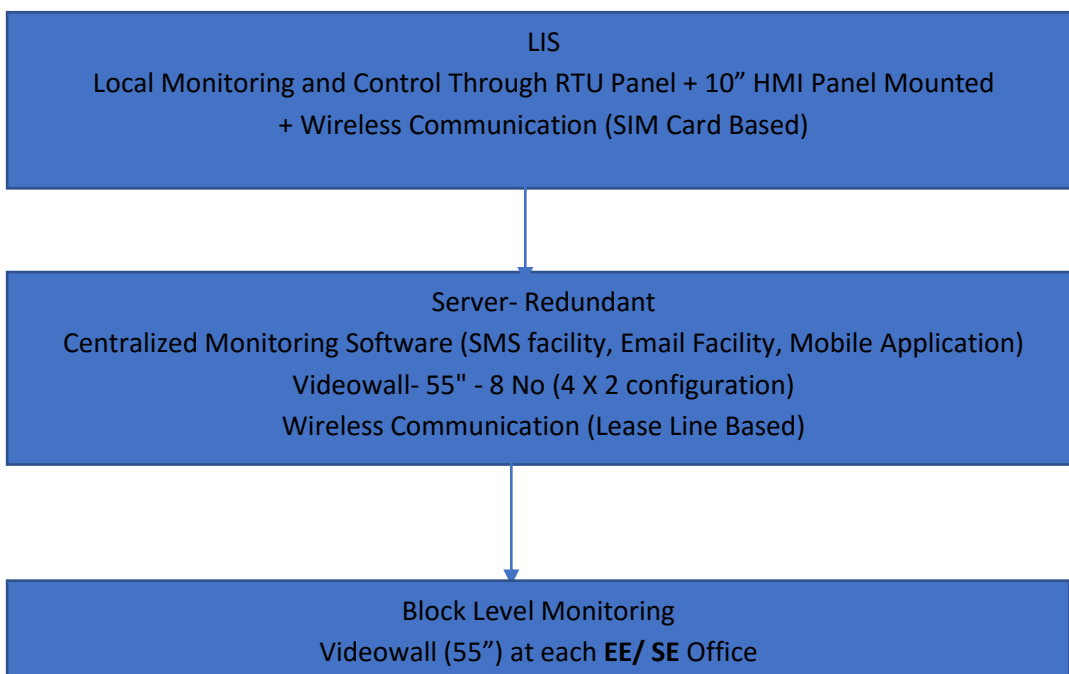 LIS
Local Monitoring and Control Through RTU Panel + 10” HMI Panel Mounted
+ Wireless Communication (SIM Card Based)
Server- Redundant
Centralized Monitoring Software (SMS facility, Email Facility, Mobile Application)
Videowall- 55" - 8 No (4 X 2 configuration)
Wireless Communication (Lease Line Based)
Block Level Monitoring
Videowall (55”) at each EE/ SE Office